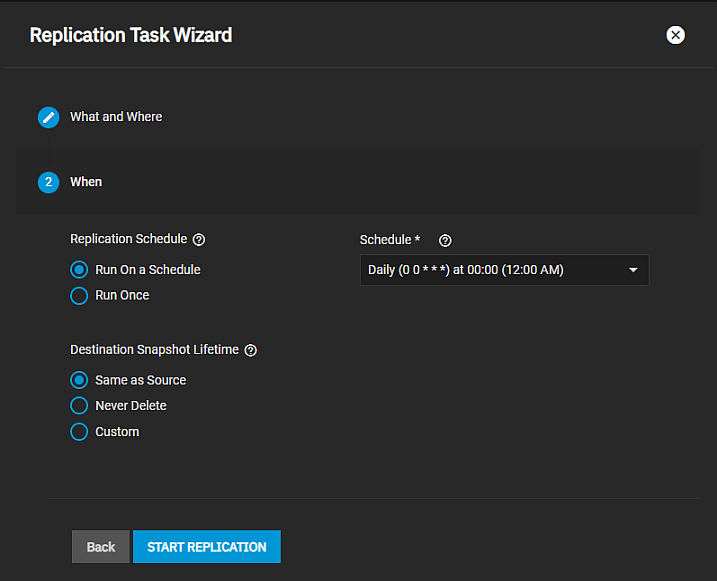 Replication Task Wizard
What and Where
2 When
Replication Schedule ?
Schedule * ?
Run On a Schedule
Daily (0 0 * * *) at 00:00 (12:00 AM)
Run Once
Destination Snapshot Lifetime ?
Same as Source
Never Delete
Custom
Back START REPLICATION